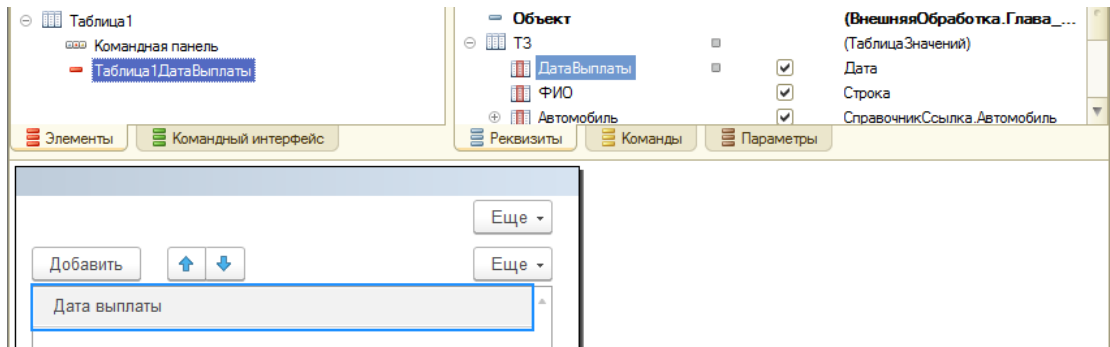 Таблица1
Командная панель
Таблица1ДатаВыплаты
Элементы Командный интерфейс
Объект (ВнешняяОбработка.Глава_...
ТЗ (ТаблицаЗначений)
ДатаВыплаты Дата
ФИО Строка
Автомобиль СправочникСсылка.Автомобиль
Реквизиты Команды Параметры
Еще
Добавить Еще
Дата выплаты